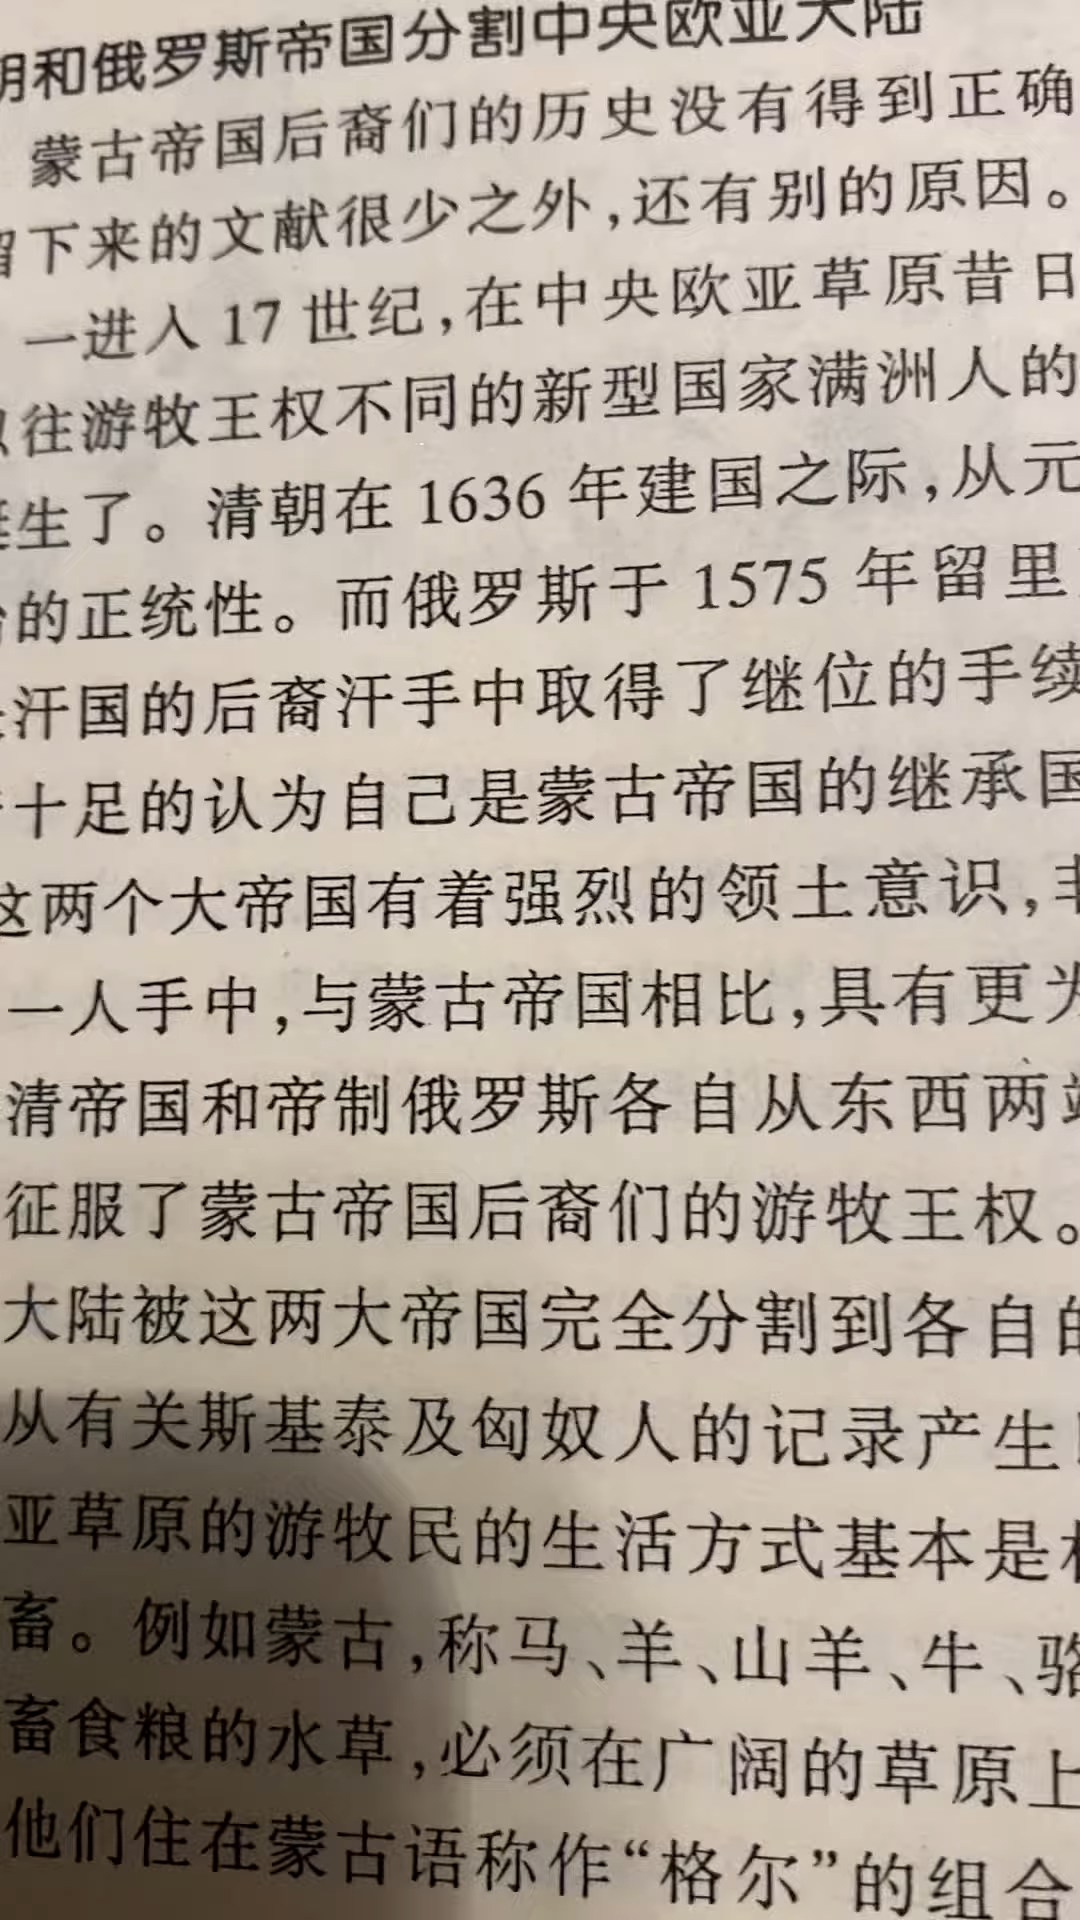 和俄罗斯帝国分割中央欧亚大陆
蒙古帝国后裔们的历史没有得到正确
下来的文献很少之外,还有别的原因。
一进入17世纪,在中央欧亚草原昔日
往游牧王权不同的新型国家满洲人的
生了。清朝在1636年建国之际,从元
的正统性。而俄罗斯于1575年留里
汗国的后裔汗手中取得了继位的手续
十足的认为自己是蒙古帝国的继承国
这两个大帝国有着强烈的领土意识,
一人手中,与蒙古帝国相比,具有更
清帝国和帝制俄罗斯各自从东西两
征服了蒙古帝国后裔们的游牧王权。
大陆被这两大帝国完全分割到各自的
从有关斯基泰及匈奴人的记录产生
亚草原的游牧民的生活方式基本是
畜。例如蒙古,称马、羊、山羊、牛、骆
畜食粮的水草,必须在广阔的草原上
他们住在蒙古语称作“格尔”的组合